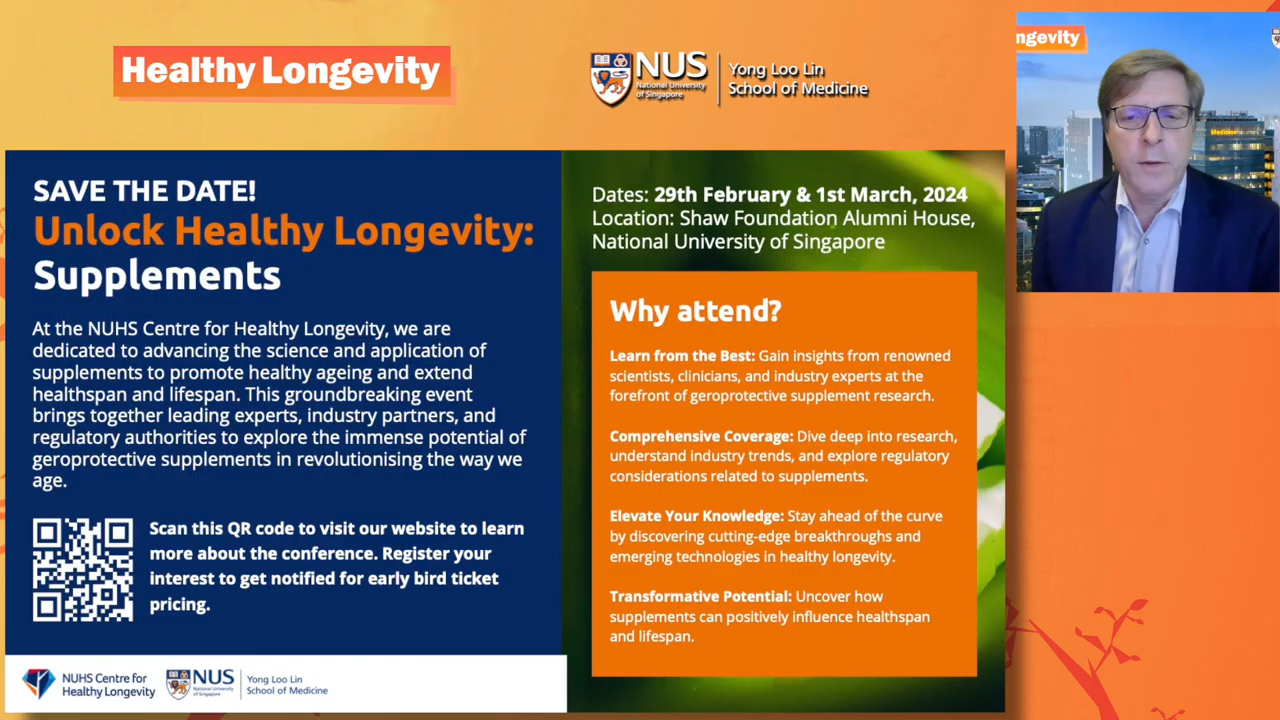 Healthy Longevity
NUS
National University
of Singapore
Yong Loo Lin
School of Medicine
ngevity
Medicine
SAVE THE DATE!
Unlock Healthy Longevity:
Supplements
At the NUHS Centre for Healthy Longevity, we are
dedicated to advancing the science and application of
supplements to promote healthy ageing and extend
healthspan and lifespan. This groundbreaking event
brings together leading experts, industry partners, and
regulatory authorities to explore the immense potential of
geroprotective supplements in revolutionising the way we
age.
Scan this QR code to visit our website to learn
more about the conference. Register your
interest to get notified for early bird ticket
pricing.
NUHS Centre for
Healthy Longevity
NUS
National University
of Singapore
Yong Loo Lin
School of Medicine
Dates: 29th February & 1st March, 2024
Location: Shaw Foundation Alumni House,
National University of Singapore
Why attend?
Learn from the Best: Gain insights from renowned
scientists, clinicians, and industry experts at the
forefront of geroprotective supplement research.
Comprehensive Coverage: Dive deep into research,
understand industry trends, and explore regulatory
considerations related to supplements.
Elevate Your Knowledge: Stay ahead of the curve
by discovering cutting-edge breakthroughs and
emerging technologies in healthy longevity.
Transformative Potential: Uncover how
supplements can positively influence healthspan
and lifespan.